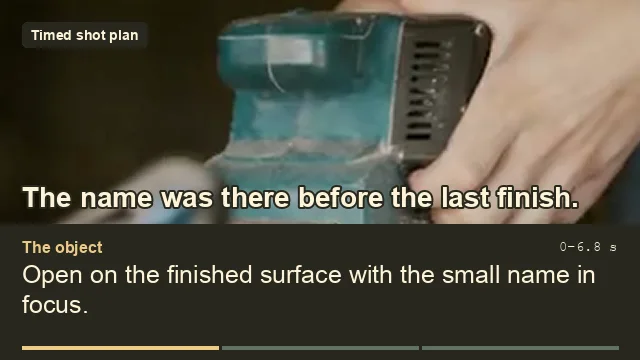 Timed shot plan
The name was there before the last finish.
The object
0–6.8 s
Open on the finished surface with the small name in
focus.